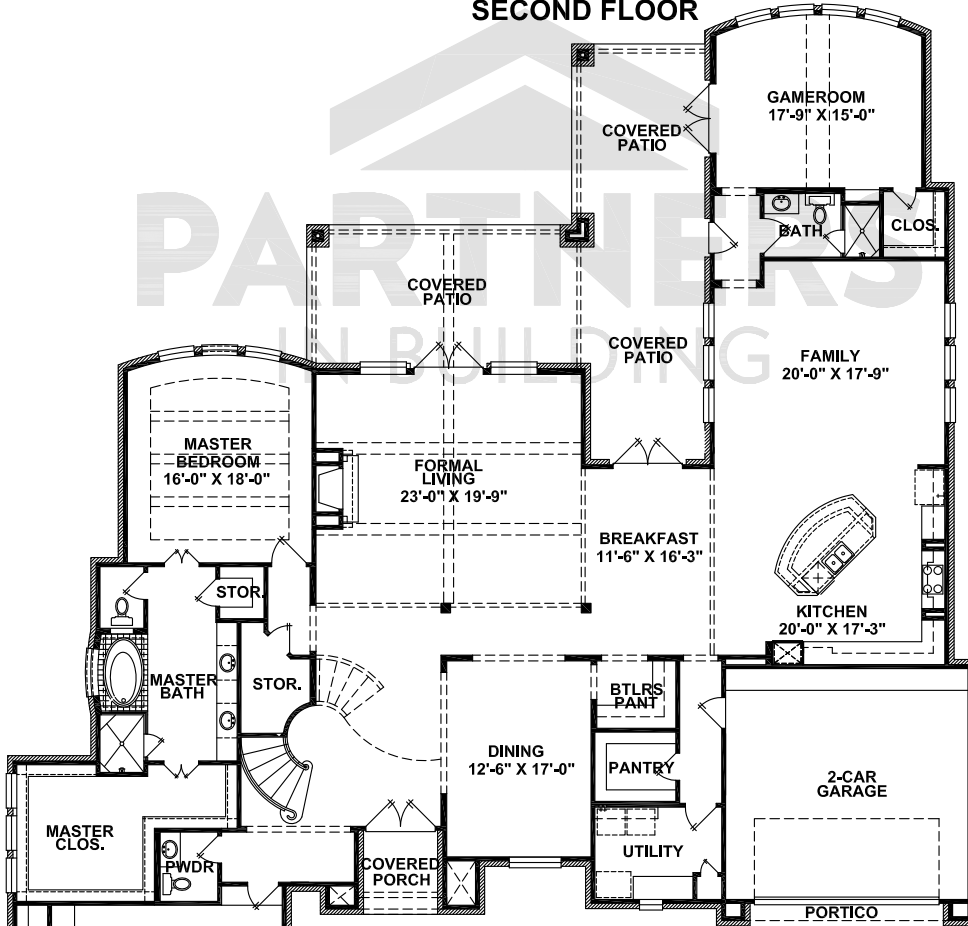 SECOND FLOOR
GAMEROOM
17'-9" X 15'-0"
COVERED
PATIO
BATH
CLOS.
PARTNERS
IN BUILDING
COVERED
PATIO
COVERED
PATIO
FAMILY
20'-0" X 17'-9"
MASTER
BEDROOM
16'-0" X 18'-0"
FORMAL
LIVING
23'-0" X 19'-9"
BREAKFAST
11'-6" X 16'-3"
STOR.
KITCHEN
20'-0" X 17'-3"
MASTER
BATH
STOR.
BTLRS
PANT
DINING
12'-6" X 17'-0"
PANTRY
2-CAR
GARAGE
MASTER
CLOS.
PWDR
COVERED
PORCH
UTILITY
PORTICO